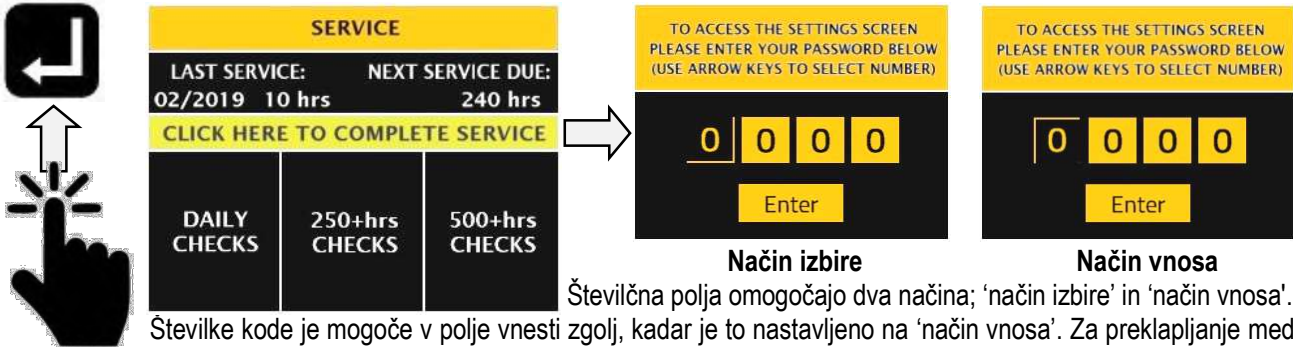 SERVICE
LAST SERVICE: NEXT SERVICE DUE:
02/2019 10 hrs 240 hrs
CLICK HERE TO COMPLETE SERVICE
DAILY
CHECKS
250+hrs
CHECKS
500+hrs
CHECKS
TO ACCESS THE SETTINGS SCREEN
PLEASE ENTER YOUR PASSWORD BELOW
(USE ARROW KEYS TO SELECT NUMBER)
0 0 0 0
Enter
Način izbire
TO ACCESS THE SETTINGS SCREEN
PLEASE ENTER YOUR PASSWORD BELOW
(USE ARROW KEYS TO SELECT NUMBER)
0 0 0 0
Enter
Način vnosa
Številčna polja omogočajo dva načina; ‘način izbire’ in ‘način vnosa'.
Številke kode je mogoče v polje vnesti zgolj, kadar je to nastavljeno na ‘način vnosa’. Za preklapljanje med